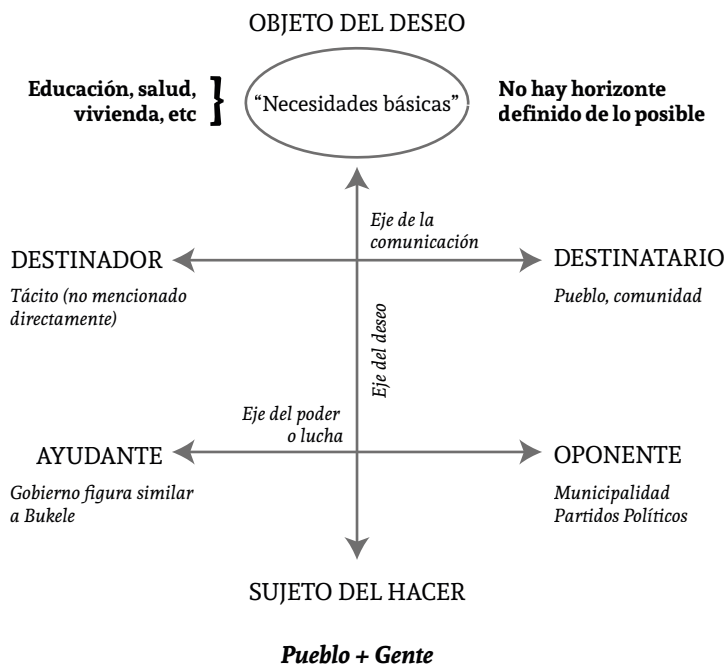 OBJETO DEL DESEO
Educación, salud,
vivienda, etc
}
“Necesidades básicas”
No hay horizonte
definido de lo posible
Eje de la
comunicación
DESTINADOR
DESTINATARIO
Tácito (no mencionado
directamente)
Pueblo, comunidad
Eje del deseo
Eje del poder
o lucha
AYUDANTE
OPONENTE
Gobierno figura similar
a Bukele
Municipalidad
Partidos Políticos
SUJETO DEL HACER
Pueblo + Gente